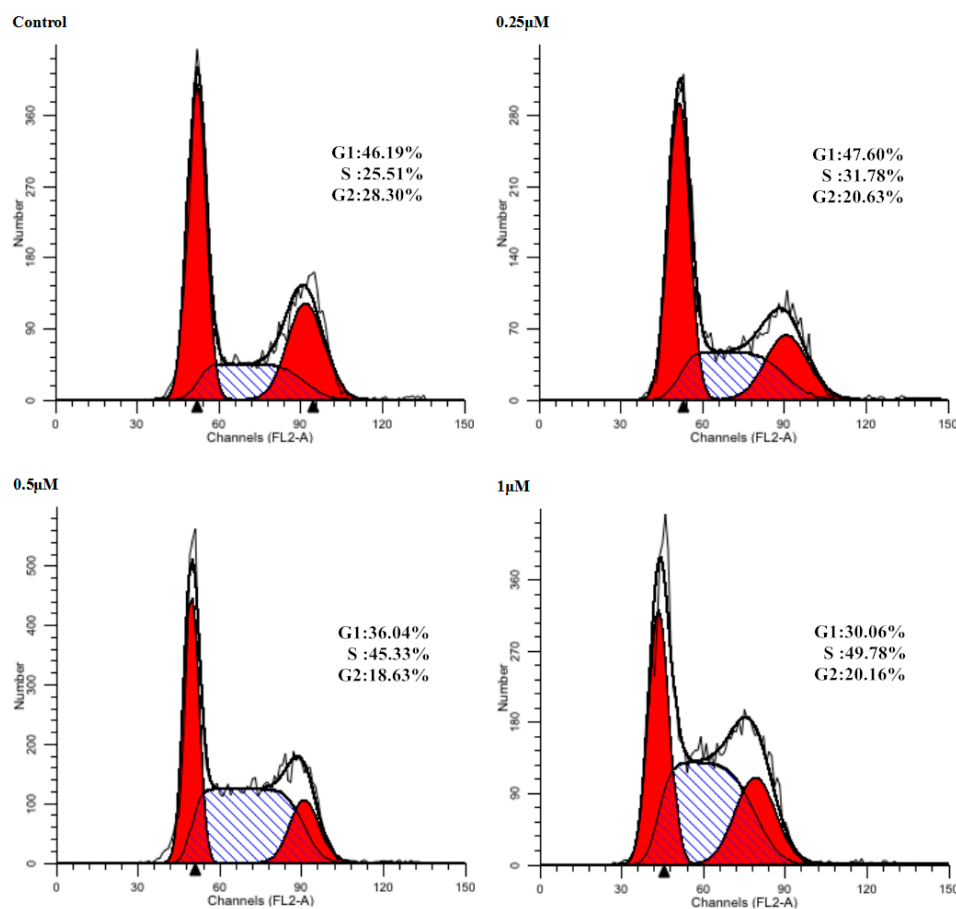 Control
360
270
180
90
0
Number
G1:46.19%
S :25.51%
G2:28.30%
0 30 60 90 120 150
Channels (FL2-A)
0.25µM
280
210
140
70
0
Number
G1:47.60%
S :31.78%
G2:20.63%
0 30 60 90 120 150
Channels (FL2-A)
0.5µM
500
400
300
200
100
0
Number
G1:36.04%
S :45.33%
G2:18.63%
0 30 60 90 120 150
Channels (FL2-A)
1µM
360
270
180
90
0
Number
G1:30.06%
S :49.78%
G2:20.16%
0 30 60 90 120 150
Channels (FL2-A)